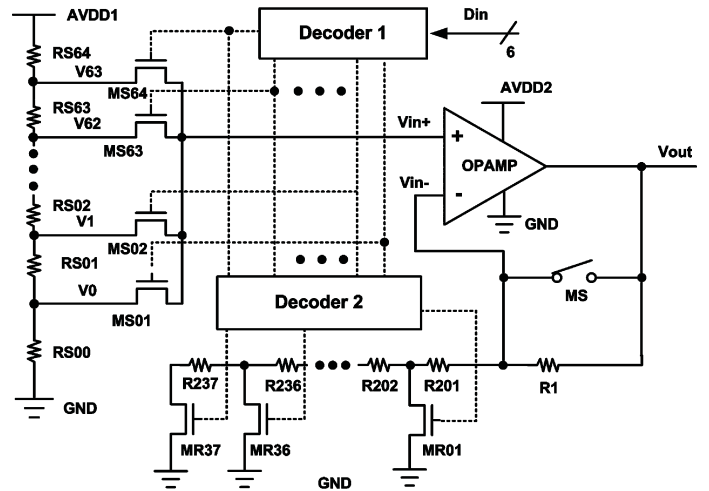 AVDD1
Decoder 1
Din
6
RS64
V63
MS64
AVDD2
RS63
V62
MS63
Vin+
+
OPAMP
Vout
Vin-
-
GND
RS02
V1
MS02
RS01
V0
MS01
MS
Decoder 2
RS00
R237
R236
R202
R201
R1
GND
MR37
MR36
MR01
GND